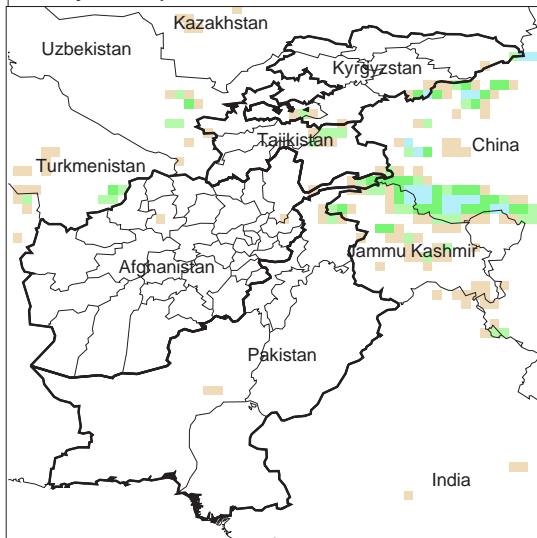 Kazakhstan
Uzbekistan
Kyrgyzstan
Tajikistan
China
Turkmenistan
Jammu Kashmir
Afghanistan
Pakistan
India